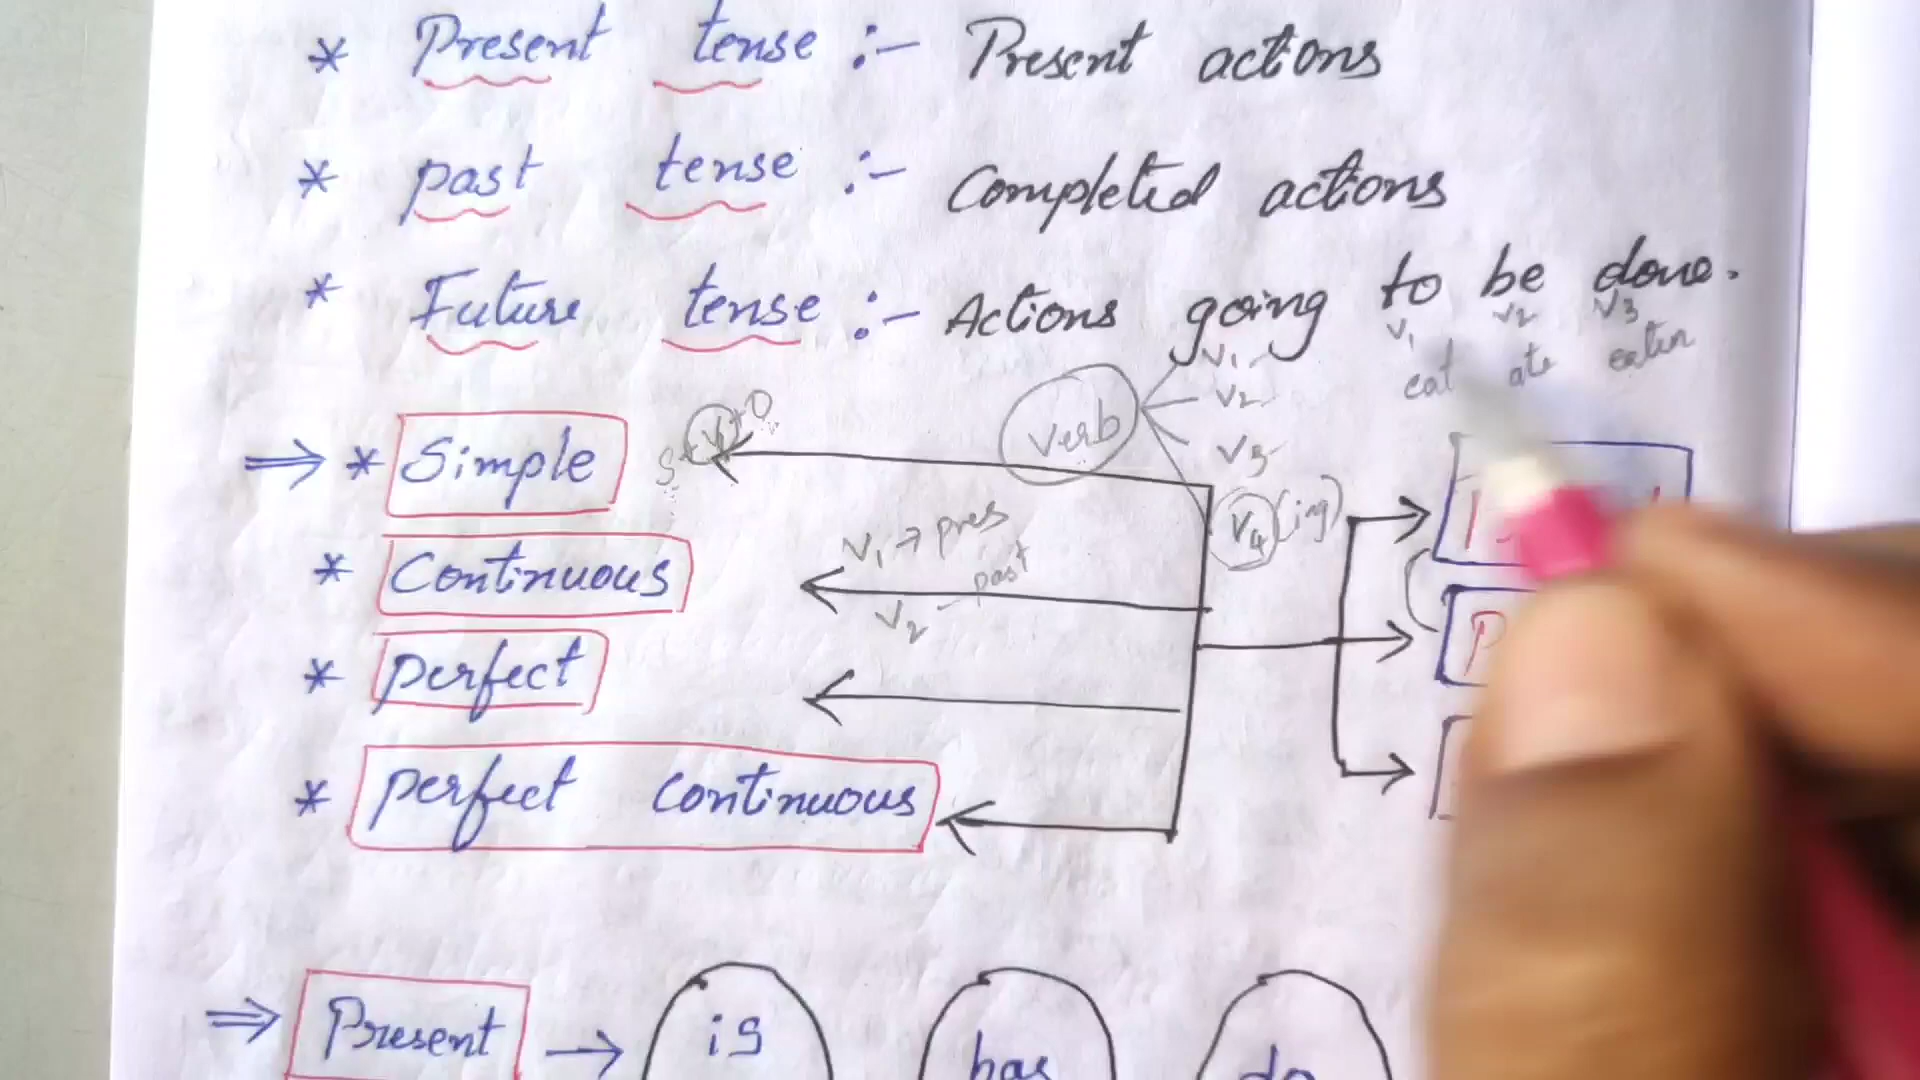 * Present tense :- Present actions
* past tense :- Completed actions
* Future tense :- Actions going to be done.
V1 V2 V3
eat ate eaten
Verb
V1
V2
V3
V4 (ing)
⇒ * Simple S+V+O
V1 → pres
V2 - past
* Continuous
* perfect
* perfect continuous
⇒ Present → is has do